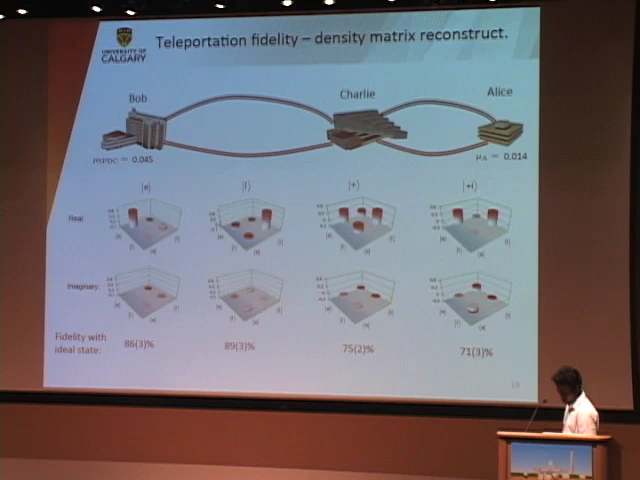 UNIVERSITY OF
CALGARY
Teleportation fidelity – density matrix reconstruct.
Bob
Charlie
Alice
μSPDC = 0.045
μA = 0.014
|e⟩
|l⟩
|+⟩
|+i⟩
Real:
Imaginary:
Fidelity with
ideal state:
86(3)%
89(3)%
75(2)%
71(3)%